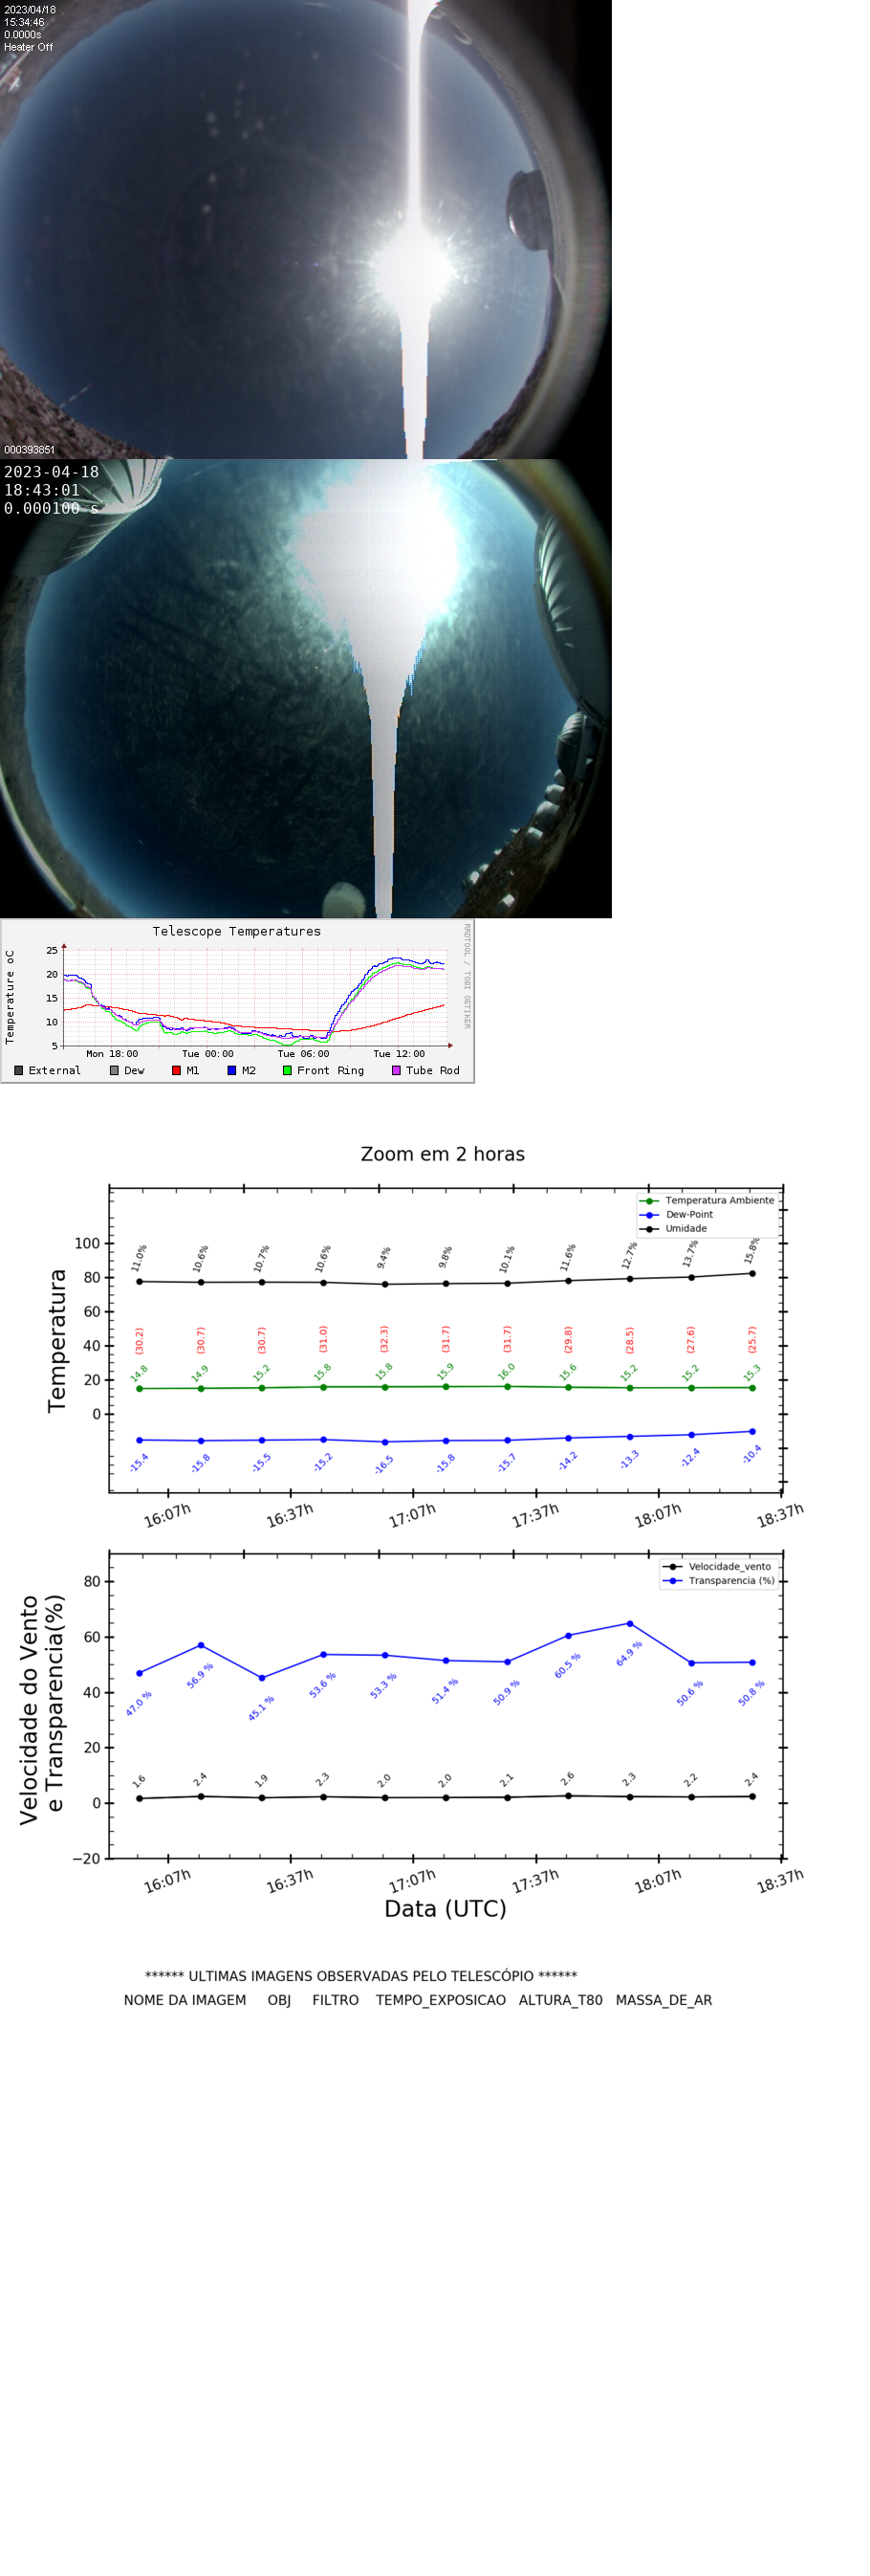 2023/04/18
15:34:46
0.0000s
Heater Off
000393851
2023-04-18
18:43:01
0.000100 s
Telescope Temperatures
RRDTOOL / TOBI OETIKER
Temperature oC
25
20
15
10
5
Mon 18:00 Tue 00:00 Tue 06:00 Tue 12:00
External Dew M1 M2 Front Ring Tube Rod
Zoom em 2 horas
Temperatura Ambiente
Dew-Point
Umidade
Temperatura
100
80
60
40
20
0
11.0% 10.6% 10.7% 10.6% 9.4% 9.8% 10.1% 11.6% 12.7% 13.7% 15.8%
(30.2) (30.7) (30.7) (31.0) (32.3) (31.7) (31.7) (29.8) (28.5) (27.6) (25.7)
14.8 14.9 15.2 15.8 15.8 15.9 16.0 15.6 15.2 15.2 15.3
-15.4 -15.8 -15.5 -15.2 -16.5 -15.8 -15.7 -14.2 -13.3 -12.4 -10.4
16:07h 16:37h 17:07h 17:37h 18:07h 18:37h
Velocidade_vento
Transparencia (%)
Velocidade do Vento
e Transparencia(%)
80
60
40
20
0
−20
47.0 % 56.9 % 45.1 % 53.6 % 53.3 % 51.4 % 50.9 % 60.5 % 64.9 % 50.6 % 50.8 %
1.6 2.4 1.9 2.3 2.0 2.0 2.1 2.6 2.3 2.2 2.4
16:07h 16:37h 17:07h 17:37h 18:07h 18:37h
Data (UTC)
****** ULTIMAS IMAGENS OBSERVADAS PELO TELESCÓPIO ******
NOME DA IMAGEM OBJ FILTRO TEMPO_EXPOSICAO ALTURA_T80 MASSA_DE_AR